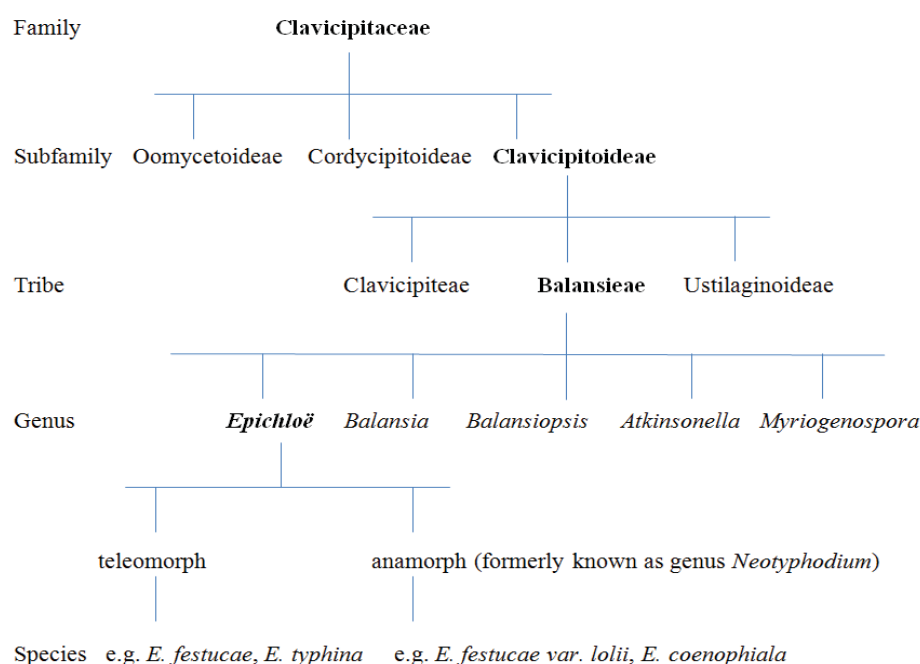 Family Clavicipitaceae
Subfamily Oomycetoideae Cordycipitoideae Clavicipitoideae
Tribe Clavicipiteae Balansieae Ustilaginoideae
Genus Epichloë Balansia Balansiopsis Atkinsonella Myriogenospora
teleomorph anamorph (formerly known as genus Neotyphodium)
Species e.g. E. festucae, E. typhina e.g. E. festucae var. lolii, E. coenophiala